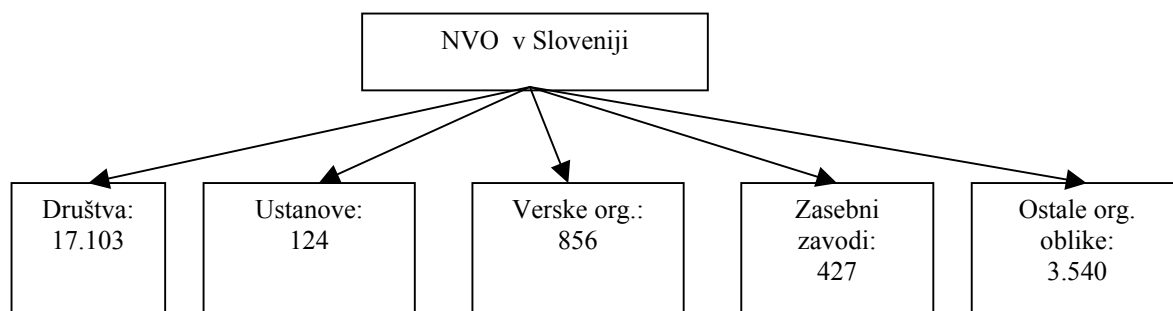 NVO v Sloveniji
Društva:
17.103
Ustanove:
124
Verske org.:
856
Zasebni
zavodi:
427
Ostale org.
oblike:
3.540